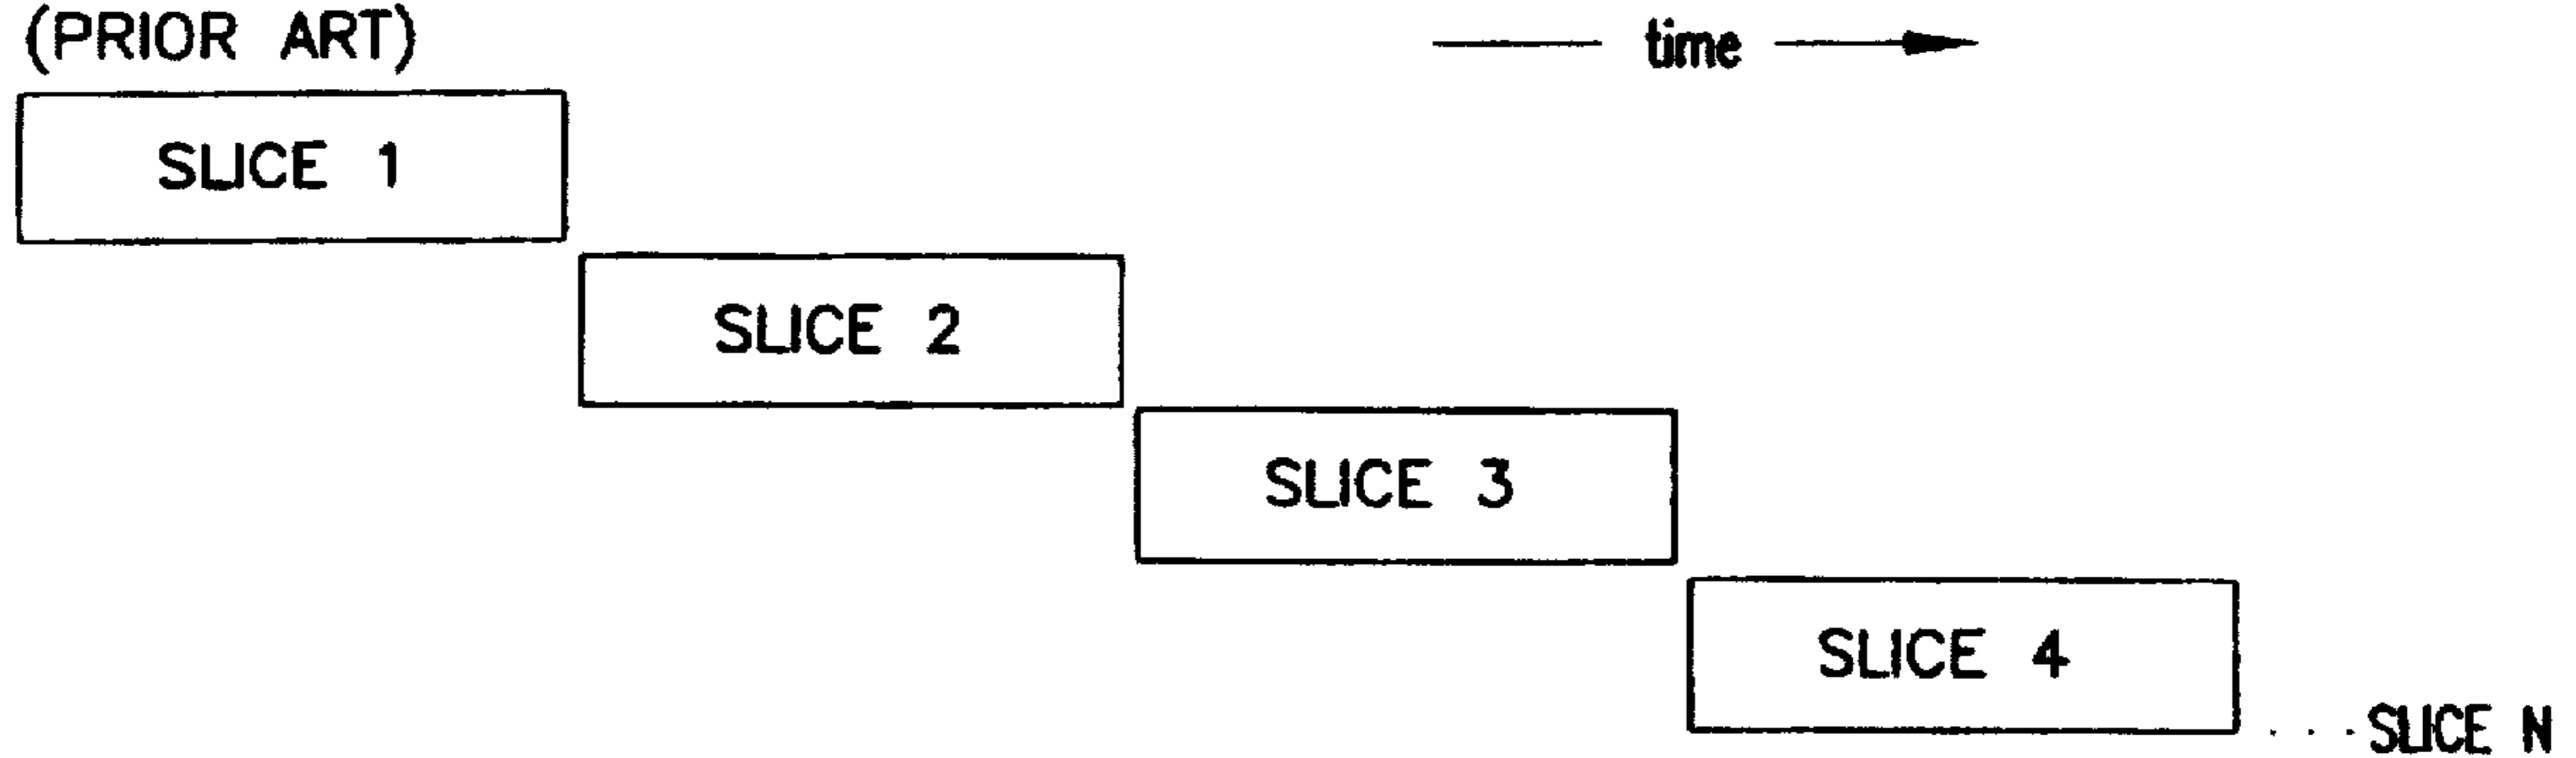 (PRIOR ART)
time
SLICE 1
SLICE 2
SLICE 3
SLICE 4
. . . SLICE N